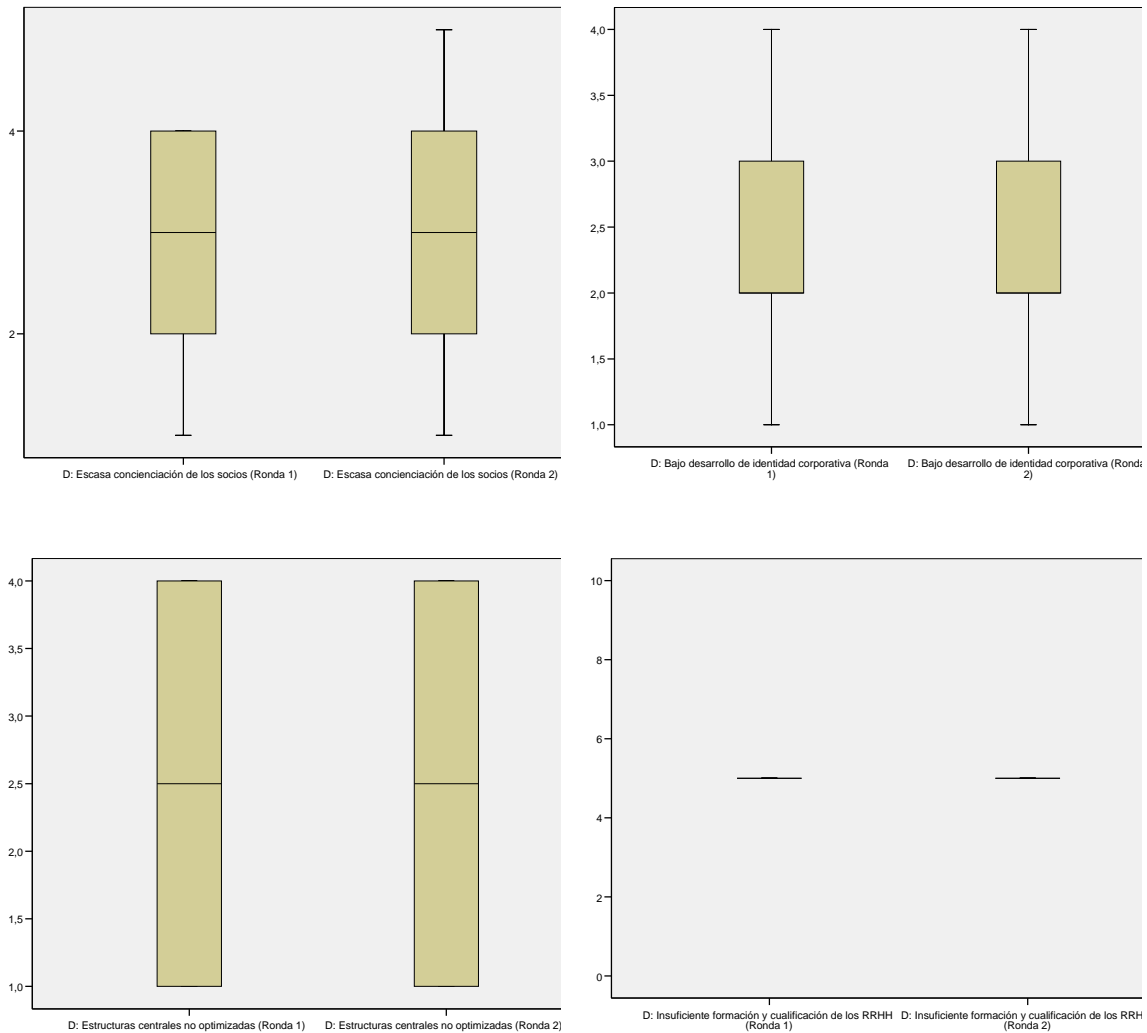 4
2
D: Escasa concienciación de los socios (Ronda 1)
D: Escasa concienciación de los socios (Ronda 2)
4,0
3,5
3,0
2,5
2,0
1,5
1,0
D: Bajo desarrollo de identidad corporativa (Ronda
1)
D: Bajo desarrollo de identidad corporativa (Ronda
2)
4,0
3,5
3,0
2,5
2,0
1,5
1,0
D: Estructuras centrales no optimizadas (Ronda 1)
D: Estructuras centrales no optimizadas (Ronda 2)
10
8
6
4
2
0
D: Insuficiente formación y cualificación de los RRHH
(Ronda 1)
D: Insuficiente formación y cualificación de los RRHH
(Ronda 2)